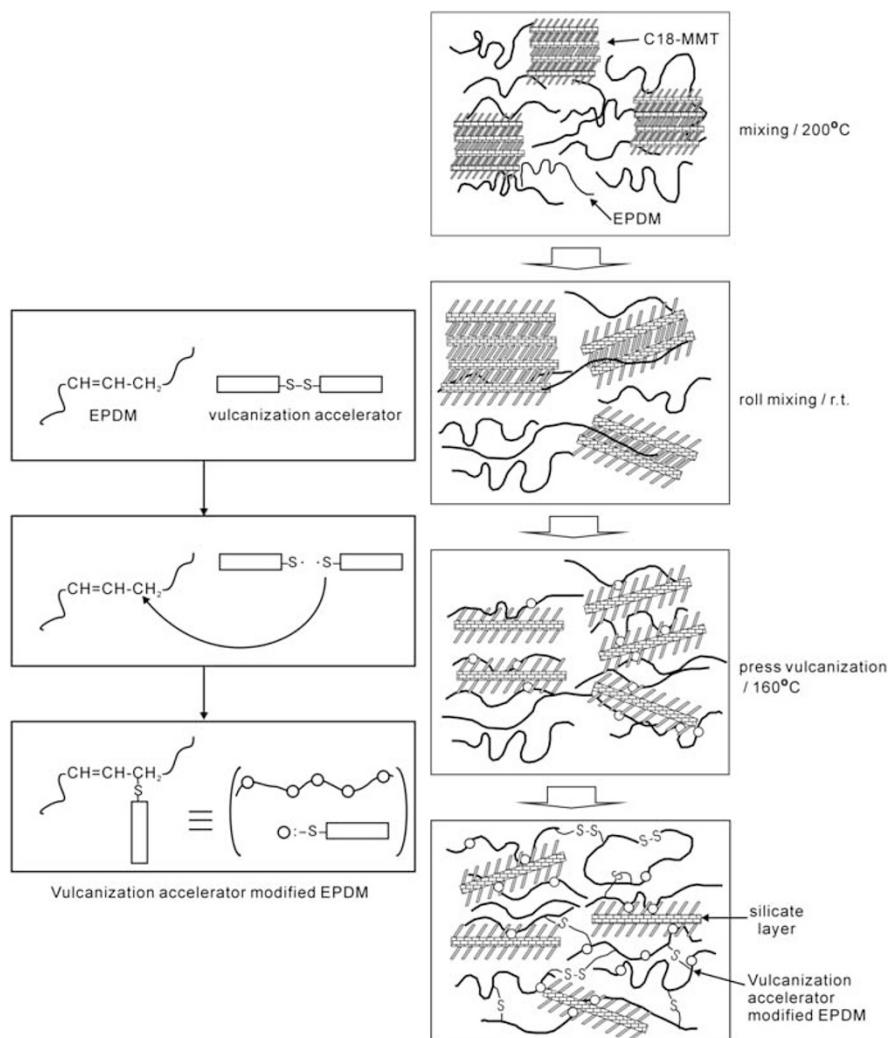 C18-MMT
mixing / 200°C
EPDM
roll mixing / r.t.
press vulcanization
/ 160°C
S-S
S-S
S
S
S
S-S
S
silicate
layer
Vulcanization
accelerator
modified EPDM
CH=CH-CH₂
-S-S-
EPDM
vulcanization accelerator
CH=CH-CH₂
-S· ·S-
CH=CH-CH₂
S
≡
( ○:-S- )
Vulcanization accelerator modified EPDM